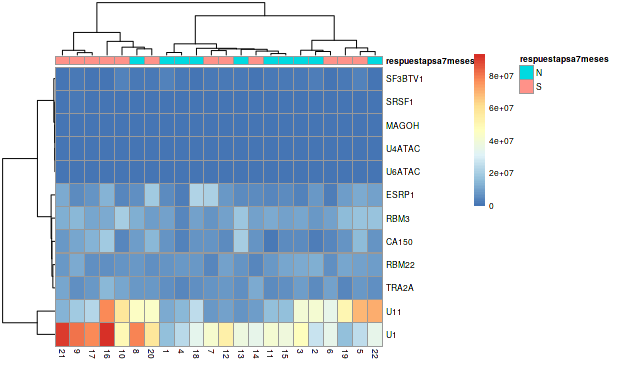 respuestapsa7meses
SF3BTV1
SRSF1
MAGOH
U4ATAC
U6ATAC
ESRP1
RBM3
CA150
RBM22
TRA2A
U11
U1
21 9 17 16 10 8 20 1 4 18 7 12 13 14 11 15 3 2 6 19 5 22
8e+07
6e+07
4e+07
2e+07
0
respuestapsa7meses
N
S